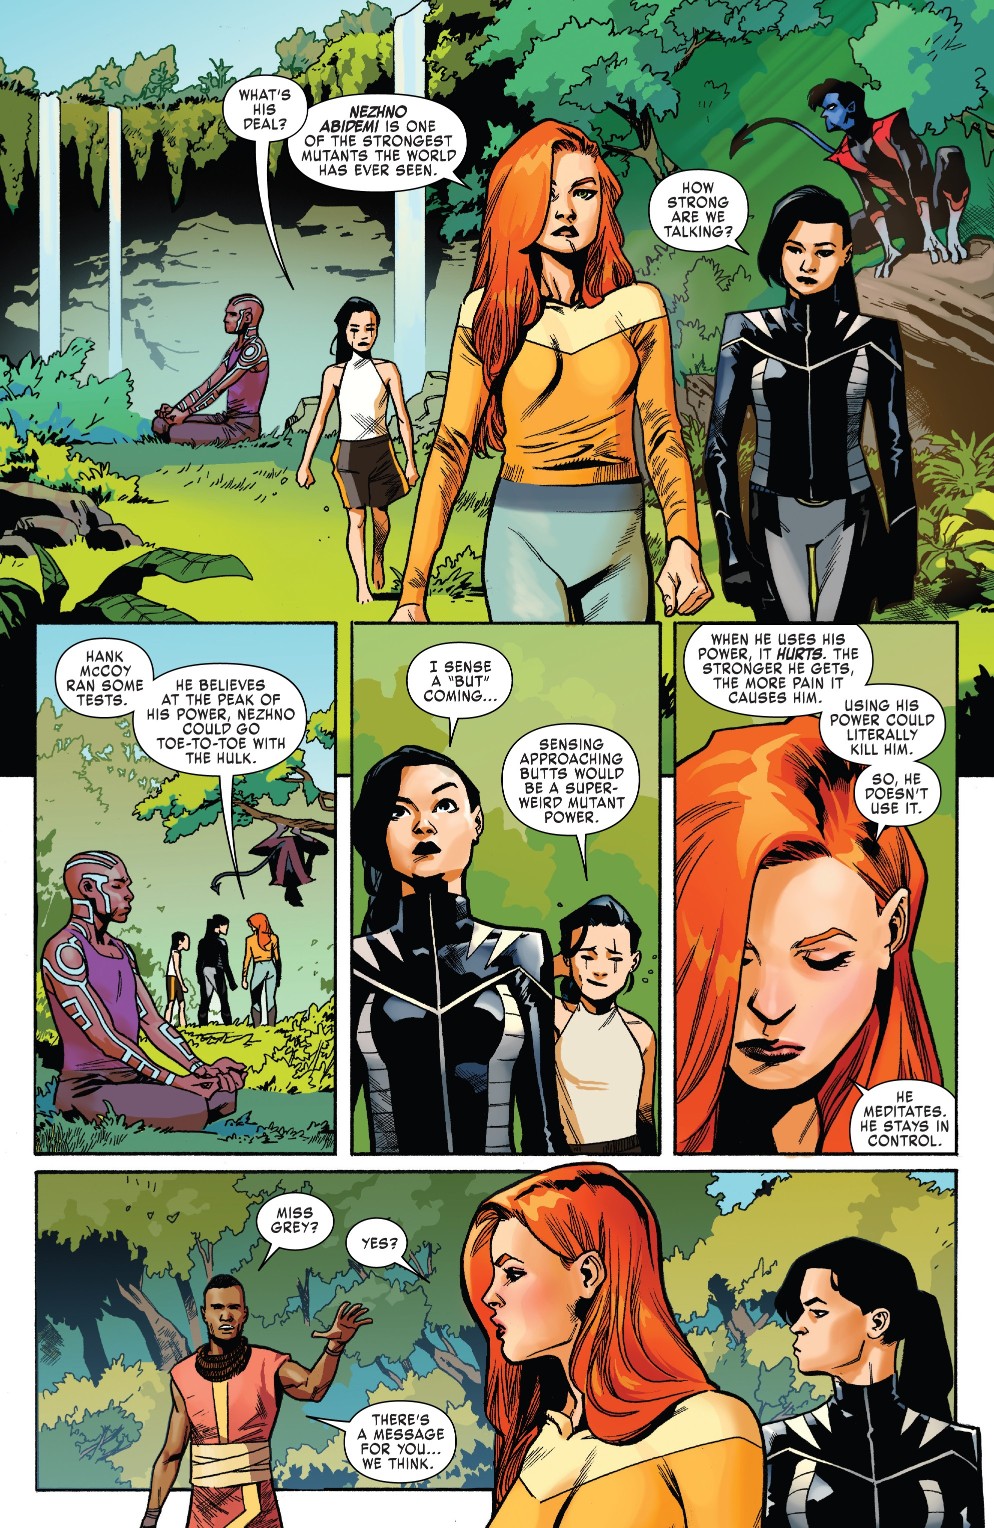 WHAT'S
HIS
DEAL?
NEZHNO
ABIDEMI IS ONE
OF THE STRONGEST
MUTANTS THE WORLD
HAS EVER SEEN.
HOW
STRONG
ARE WE
TALKING?
HANK
McCOY
RAN SOME
TESTS.
HE BELIEVES
AT THE PEAK OF
HIS POWER, NEZHNO
COULD GO
TOE-TO-TOE WITH
THE HULK.
I SENSE
A "BUT"
COMING...
SENSING
APPROACHING
BUTTS WOULD
BE A SUPER-
WEIRD MUTANT
POWER.
WHEN HE USES HIS
POWER, IT HURTS. THE
STRONGER HE GETS,
THE MORE PAIN IT
CAUSES HIM.
USING HIS
POWER COULD
LITERALLY
KILL HIM.
SO, HE
DOESN'T
USE IT.
HE
MEDITATES.
HE STAYS IN
CONTROL.
MISS
GREY?
YES?
THERE'S
A MESSAGE
FOR YOU...
WE THINK.